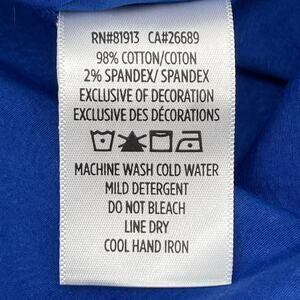 RN#81913 CA#26689
98% COTTON/COTON
2% SPANDEX/ SPANDEX
EXCLUSIVE OF DECORATION
EXCLUSIVE DES DÉCORATIONS
MACHINE WASH COLD WATER
MILD DETERGENT
DO NOT BLEACH
LINE DRY
COOL HAND IRON